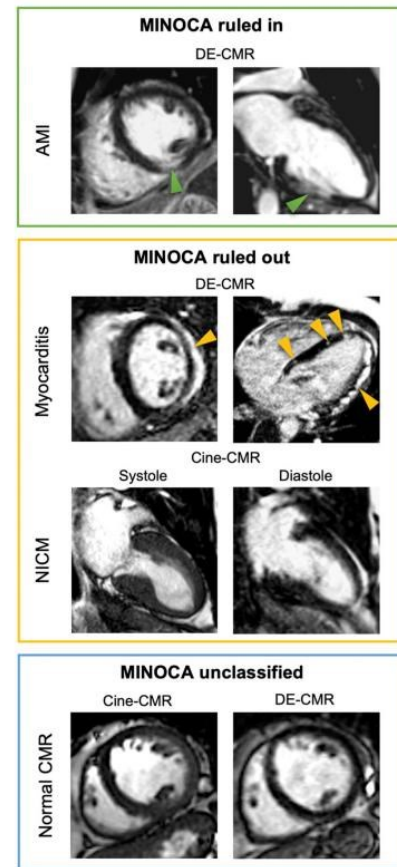 MINOCA ruled in
DE-CMR
AMI
MINOCA ruled out
DE-CMR
Myocarditis
Cine-CMR
Systole Diastole
NICM
MINOCA unclassified
Cine-CMR DE-CMR
Normal CMR